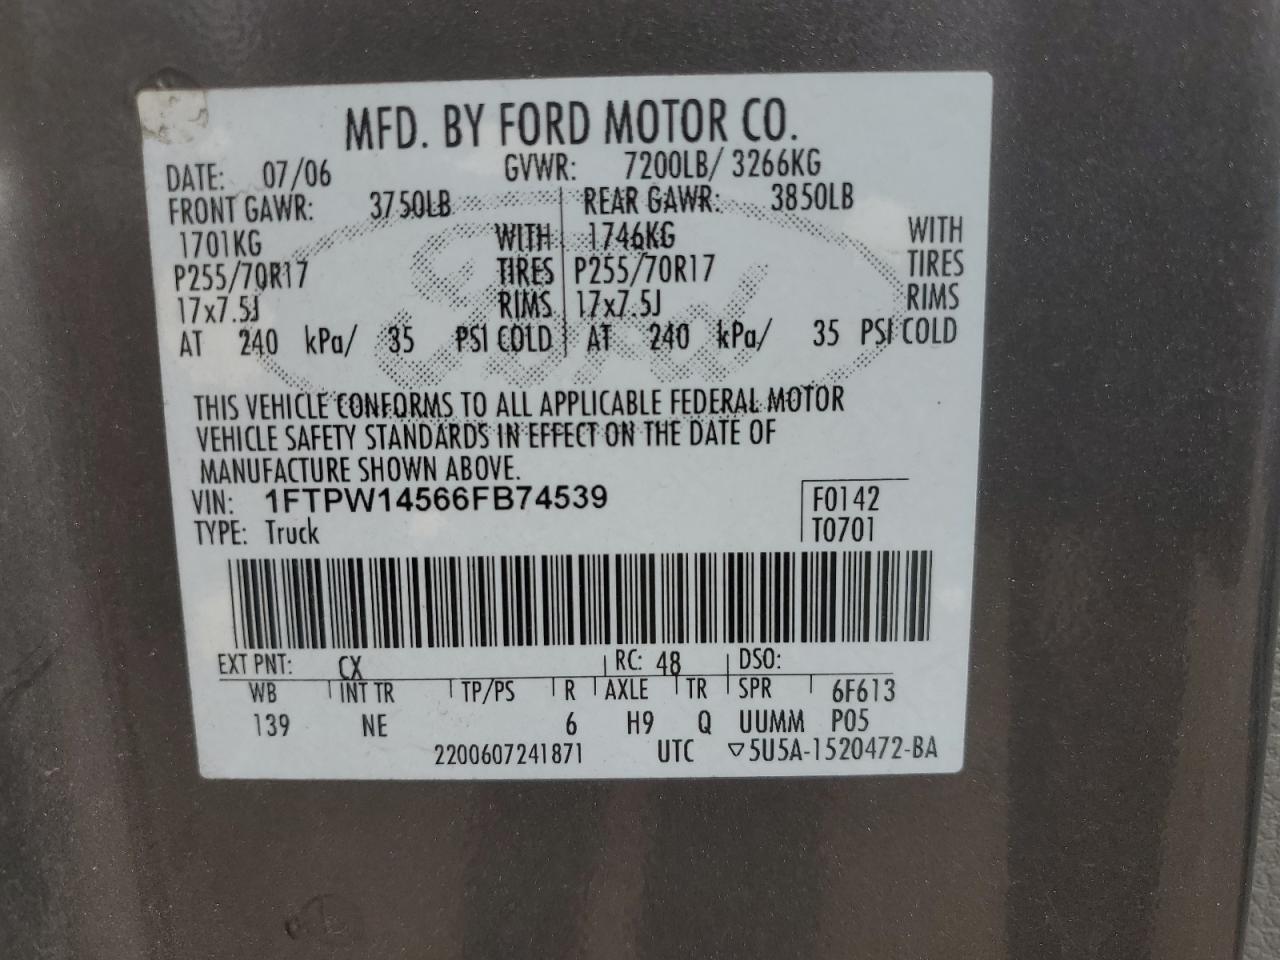 MFD. BY FORD MOTOR CO.
DATE: 07/06 GVWR: 7200LB/ 3266KG
FRONT GAWR: 3750LB REAR GAWR: 3850LB
1701KG WITH 1746KG WITH
P255/70R17 TIRES P255/70R17 TIRES
17x7.5J RIMS 17x7.5J RIMS
AT 240 kPa/ 35 PSI COLD AT 240 kPa/ 35 PSI COLD
THIS VEHICLE CONFORMS TO ALL APPLICABLE FEDERAL MOTOR
VEHICLE SAFETY STANDARDS IN EFFECT ON THE DATE OF
MANUFACTURE SHOWN ABOVE.
VIN: 1FTPW14566FB74539 F0142
TYPE: Truck T0701
EXT PNT: CX RC: 48 DSO:
WB INT TR TP/PS R AXLE TR SPR 6F613
139 NE 6 H9 Q UUMM P05
2200607241871 UTC ▽5U5A-1520472-BA
Ford